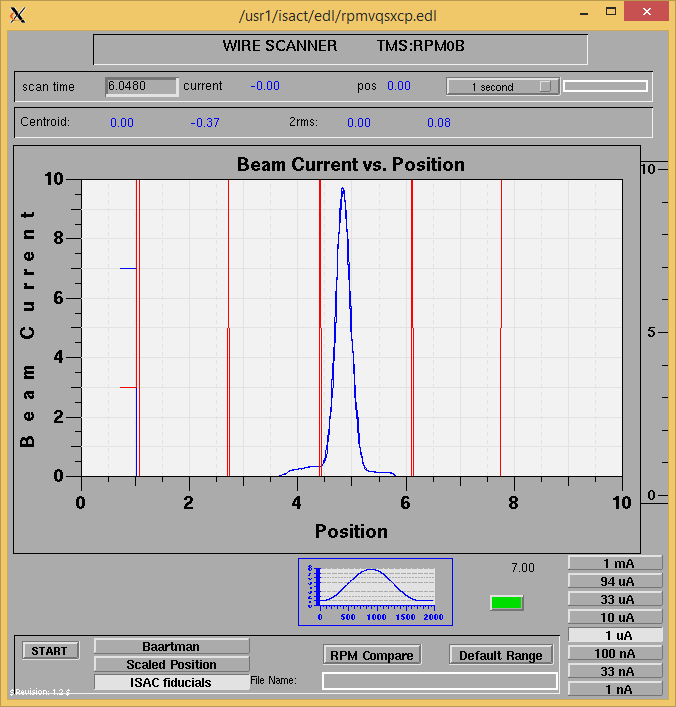 /usr1/isact/edl/rpmvqsxcp.edl
WIRE SCANNER TMS:RPM0B
scan time 6.0480 current -0.00 pos 0.00 1 second
Centroid: 0.00 -0.37 2rms: 0.00 0.08
Beam Current vs. Position
10
8
6
4
2
0
Beam Current
0 2 4 6 8 10
Position
10
5
0
8
0 500 1000 1500 2000
7.00
1 mA
94 uA
33 uA
10 uA
1 uA
100 nA
33 nA
1 nA
START
Baartman
Scaled Position
ISAC fiducials
RPM Compare
Default Range
File Name:
$Revision: 1.2 $